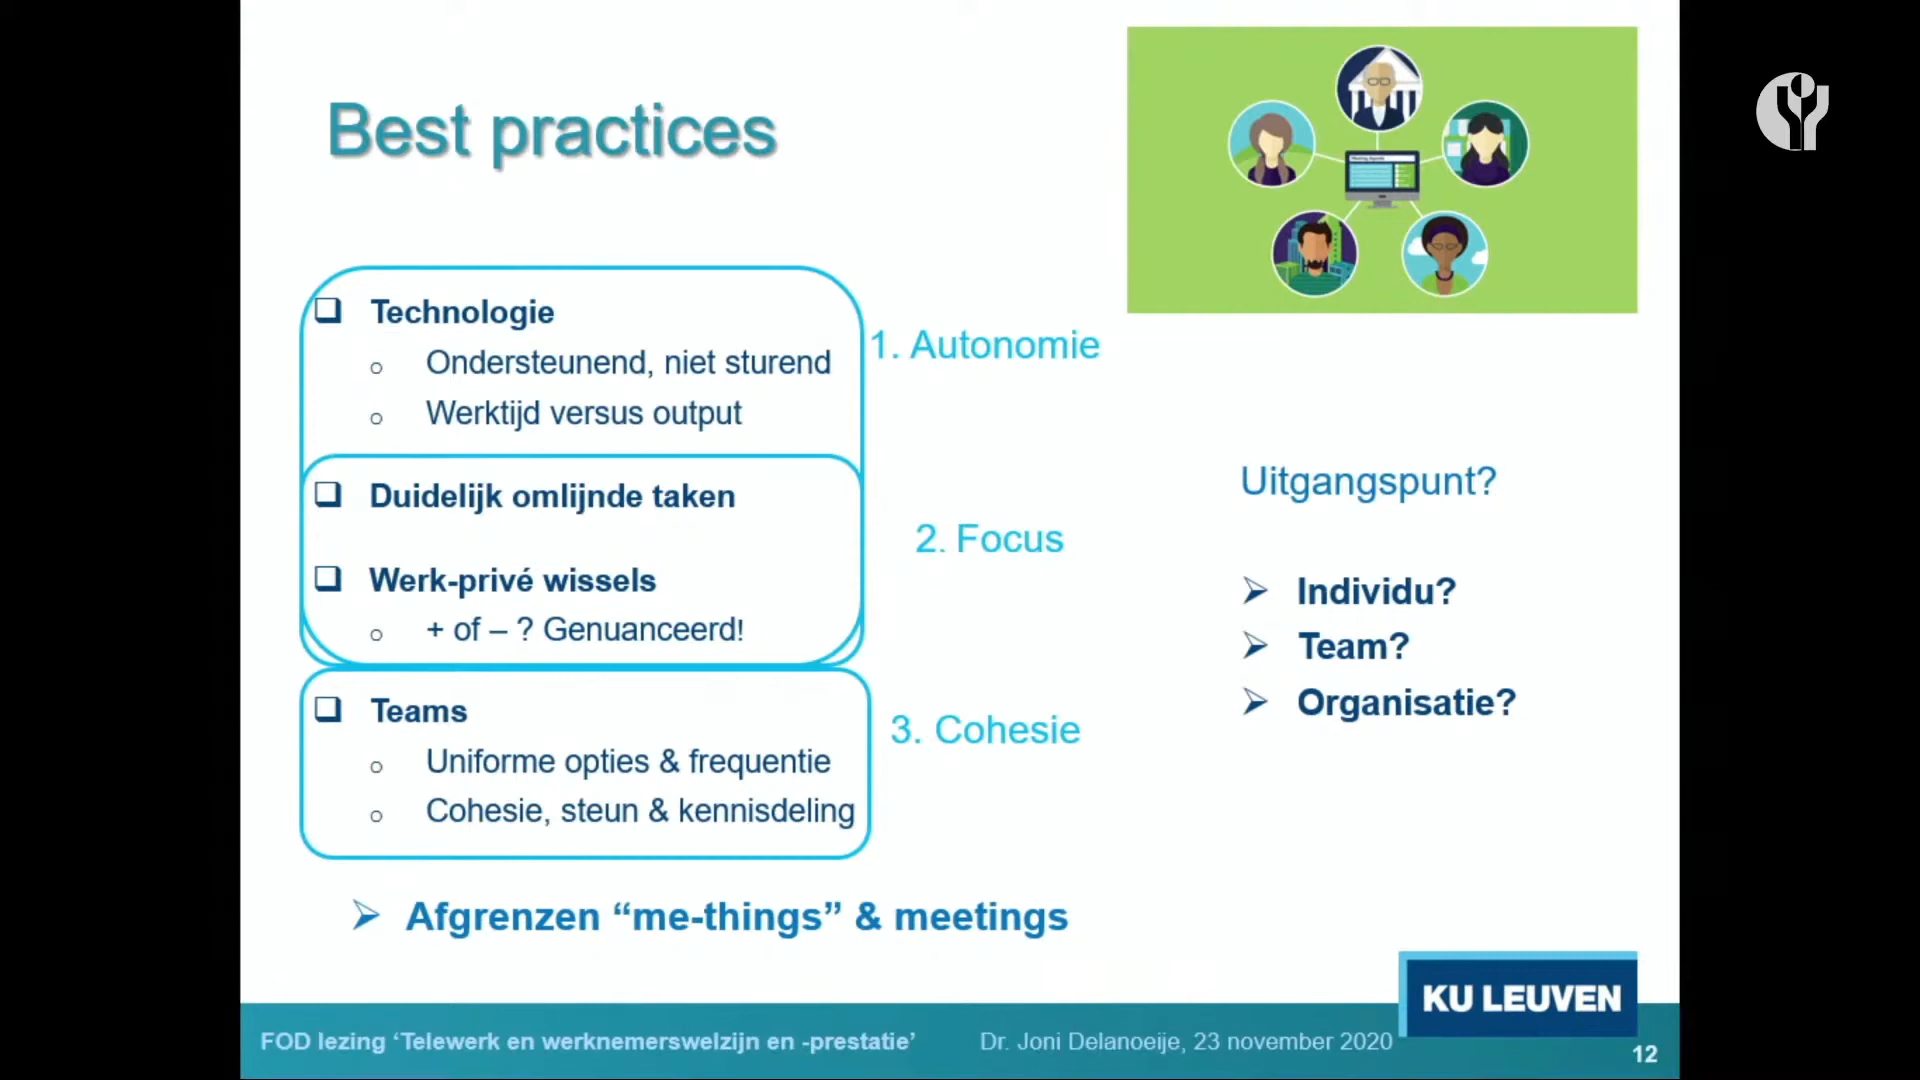 Best practices
Technologie
Ondersteunend, niet sturend
Werktijd versus output
1. Autonomie
Duidelijk omlijnde taken
Werk-privé wissels
+ of – ? Genuanceerd!
2. Focus
Teams
Uniforme opties & frequentie
Cohesie, steun & kennisdeling
3. Cohesie
Afgrenzen “me-things” & meetings
Uitgangspunt?
Individu?
Team?
Organisatie?
KU LEUVEN
FOD lezing ‘Telewerk en werknemerswelzijn en -prestatie’ Dr. Joni Delanoeije, 23 november 2020
12